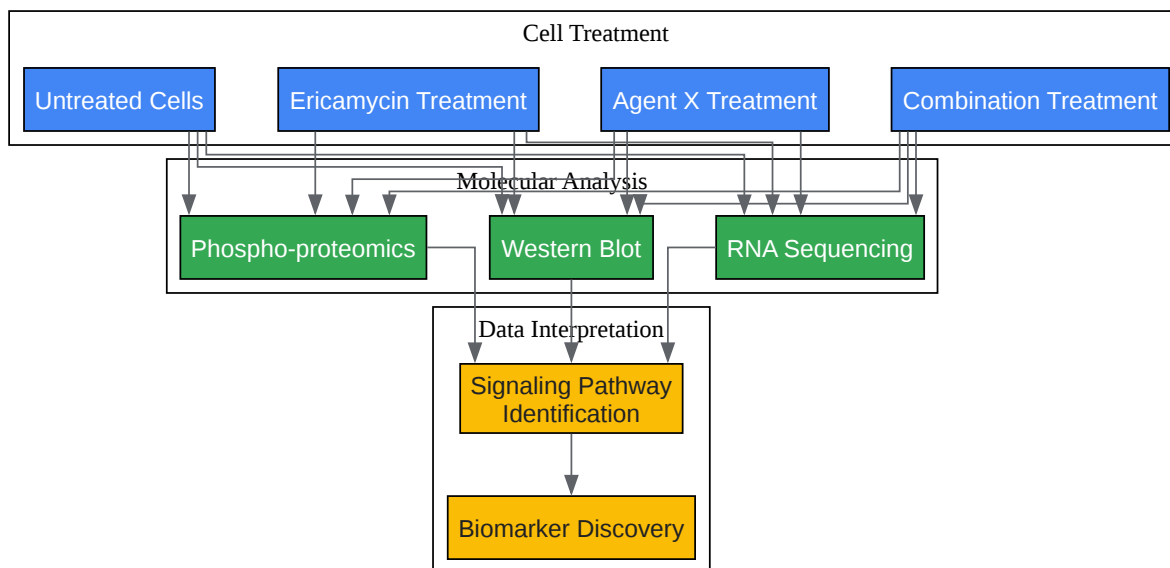 Cell Treatment
Untreated Cells
Ericamycin Treatment
Agent X Treatment
Combination Treatment
Molecular Analysis
Phospho-proteomics
Western Blot
RNA Sequencing
Data Interpretation
Signaling Pathway
Identification
Biomarker Discovery